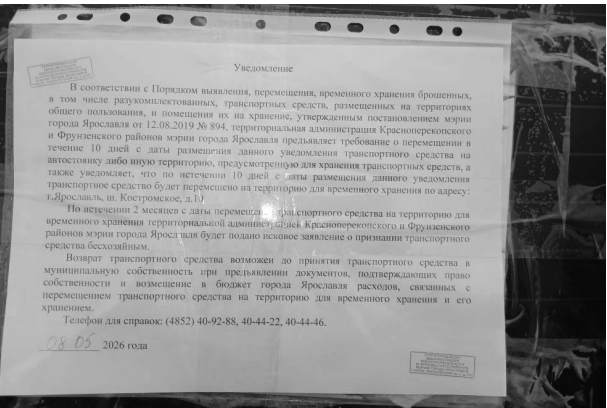 Уведомление
В соответствии с Порядком выявления, перемещения, временного хранения брошенных,
в том числе разукомплектованных, транспортных средств, размещенных на территориях
общего пользования, и помещения их на хранение, утвержденным постановлением мэрии
города Ярославля от 12.08.2019 № 894, территориальная администрация Красноперекопского
и Фрунзенского районов мэрии города Ярославля предъявляет требование о перемещении в
течение 10 дней с даты размещения данного уведомления транспортного средства на
автостоянку либо иную территорию, предусмотренную для хранения транспортных средств, а
также уведомляет, что по истечении 10 дней с даты размещения данного уведомления
транспортное средство будет перемещено на территорию для временного хранения по адресу:
г.Ярославль, ш. Костромское, д.10.
По истечении 2 месяцев с даты перемещения транспортного средства на территорию для
временного хранения территориальной администрацией Красноперекопского и Фрунзенского
районов мэрии города Ярославля будет подано исковое заявление о признании транспортного
средства бесхозяйным.
Возврат транспортного средства возможен до принятия транспортного средства в
муниципальную собственность при предъявлении документов, подтверждающих право
собственности и возмещение в бюджет города Ярославля расходов, связанных с
перемещением транспортного средства на территорию для временного хранения и его
хранением.
Телефон для справок: (4852) 40-92-88, 40-44-22, 40-44-46.
08.05 2026 года